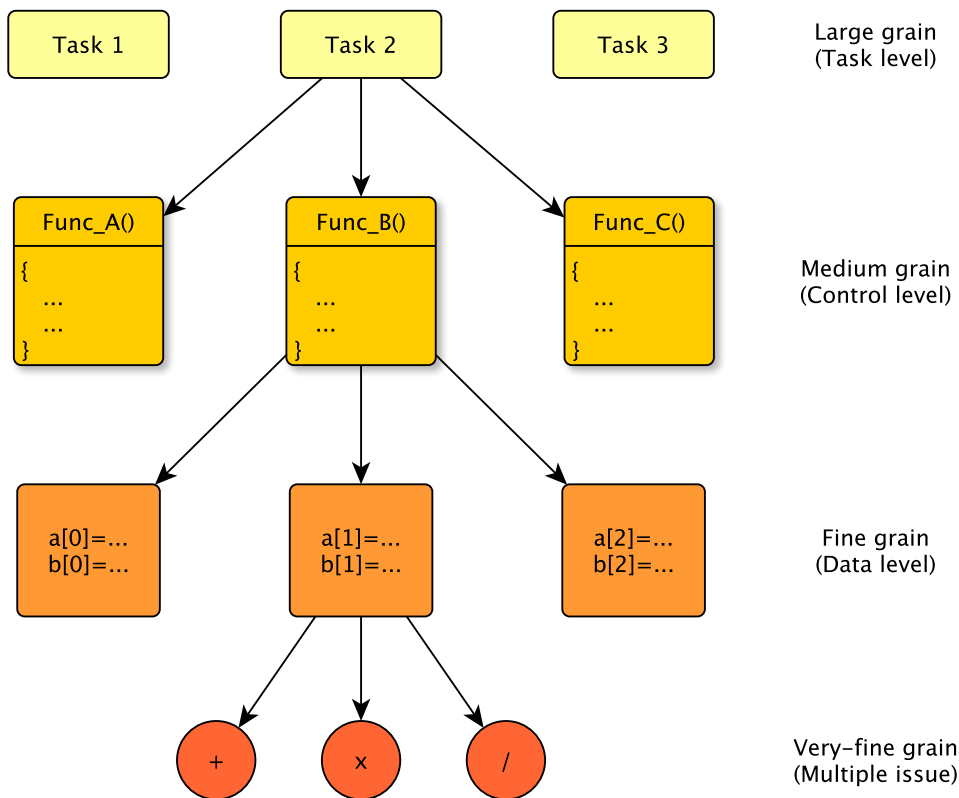 Task 1
Task 2
Task 3
Large grain
(Task level)
Func_A()
{
...
...
}
Func_B()
{
...
...
}
Func_C()
{
...
...
}
Medium grain
(Control level)
a[0]=...
b[0]=...
a[1]=...
b[1]=...
a[2]=...
b[2]=...
Fine grain
(Data level)
+
x
/
Very-fine grain
(Multiple issue)